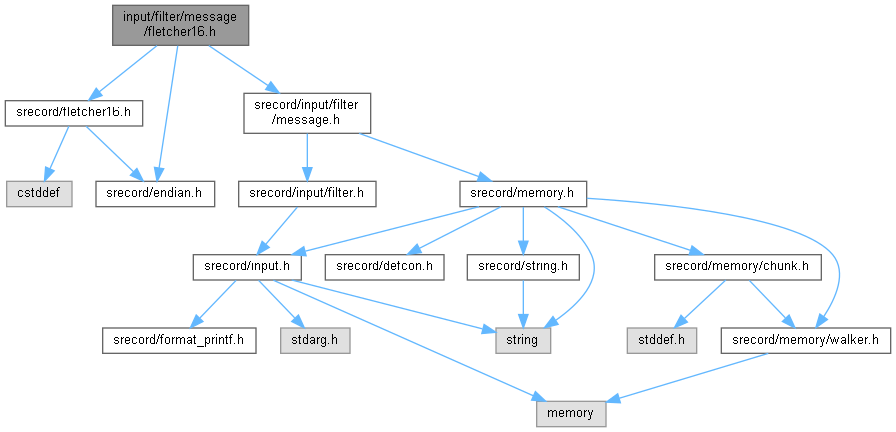 input/filter/message
/fletcher16.h
srecord/fletcher16.h
srecord/input/filter
/message.h
cstddef
srecord/endian.h
srecord/input/filter.h
srecord/memory.h
srecord/input.h
srecord/defcon.h
srecord/string.h
srecord/memory/chunk.h
srecord/format_printf.h
stdarg.h
string
stddef.h
srecord/memory/walker.h
memory